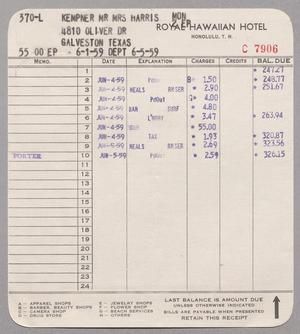 370-L KEMPNER MR MRS HARRIS MON
4810 OLIVER DR EP
GALVESTON TEXAS
55 00 EP * 6-1-59 DEPT 6-5-59
ROYAL HAWAIIAN HOTEL
HONOLULU, T. H.
C 7906
MEMO. DATE EXPLANATION CHARGES CREDITS BAL. DUE
1 * 247.27
2 JUN-4-59 * 1.50 * 248.77
3 JUN-4-59 MEALS * 2.90 * 251.67
4 JUN-4-59 * 4.00
5 JUN-4-59 SURF * 4.80
6 JUN-4-59 L'NDRY * 3.47 * 263.94
7 JUN-4-59 55.00
8 JUN-4-59 TAX * 1.93 * 320.87
9 JUN-5-59 MEALS * 2.69 * 323.56
PORTER 10 JUN-5-59 * 2.59 * 326.15
11
12
13
14
15
16
17
18
19
20
21
22
23
24
A - APPAREL SHOPS
B - BARBER, BEAUTY SHOPS
C - CAMERA SHOP
D - DRUG STORE
E - JEWELRY SHOPS
F - FLOWER SHOP
G - BEACH SERVICES
H - OTHERS
LAST BALANCE IS AMOUNT DUE
UNLESS OTHERWISE INDICATED
BILLS ARE PAYABLE WHEN PRESENTED
RETAIN THIS RECEIPT